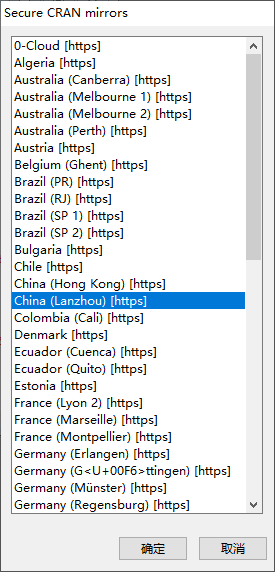 Secure CRAN mirrors
0-Cloud [https]
Algeria [https]
Australia (Canberra) [https]
Australia (Melbourne 1) [https]
Australia (Melbourne 2) [https]
Australia (Perth) [https]
Austria [https]
Belgium (Ghent) [https]
Brazil (PR) [https]
Brazil (RJ) [https]
Brazil (SP 1) [https]
Brazil (SP 2) [https]
Bulgaria [https]
Chile [https]
China (Hong Kong) [https]
China (Lanzhou) [https]
Colombia (Cali) [https]
Denmark [https]
Ecuador (Cuenca) [https]
Ecuador (Quito) [https]
Estonia [https]
France (Lyon 2) [https]
France (Marseille) [https]
France (Montpellier) [https]
Germany (Erlangen) [https]
Germany (G<U+00F6>ttingen) [https]
Germany (Münster) [https]
Germany (Regensburg) [https]
确定 取消